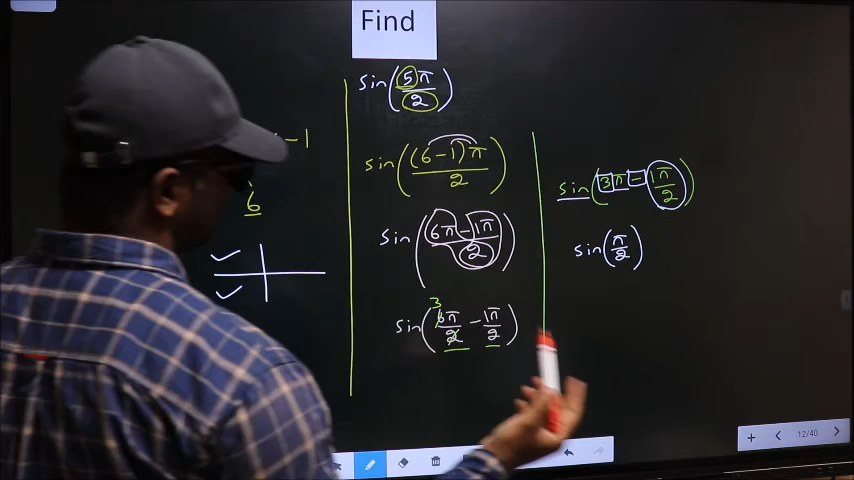 Find
sin(5π/2)
- 1
6
sin((6-1)π/2)
sin((6π-1π)/2)
3
sin(6π/2 - 1π/2)
sin(3π - 1π/2)
sin(π/2)
12/40